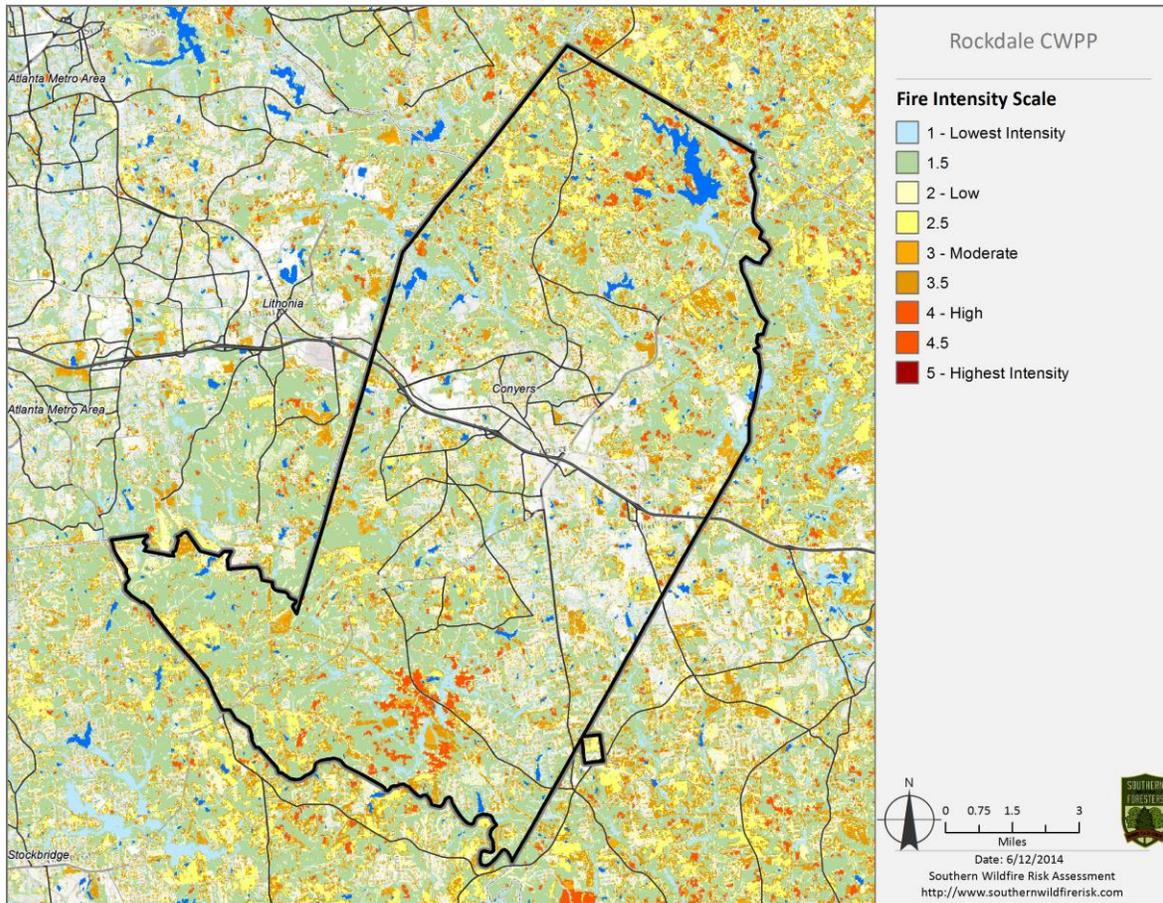 Rockdale CWPP
Fire Intensity Scale
1 - Lowest Intensity
1.5
2 - Low
2.5
3 - Moderate
3.5
4 - High
4.5
5 - Highest Intensity
Atlanta Metro Area
Lithonia
Atlanta Metro Area
Conyers
Stockbridge
N
0 0.75 1.5 3
Miles
Date: 6/12/2014
Southern Wildfire Risk Assessment
http://www.southernwildfirerisk.com
SOUTHERN
FORESTERS